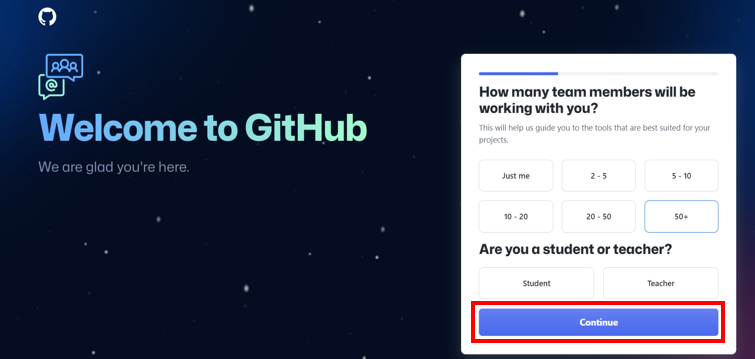 @
Welcome to GitHub
We are glad you're here.
How many team members will be
working with you?
This will help us guide you to the tools that are best suited for your
projects.
Just me
2 - 5
5 - 10
10 - 20
20 - 50
50+
Are you a student or teacher?
Student
Teacher
Continue